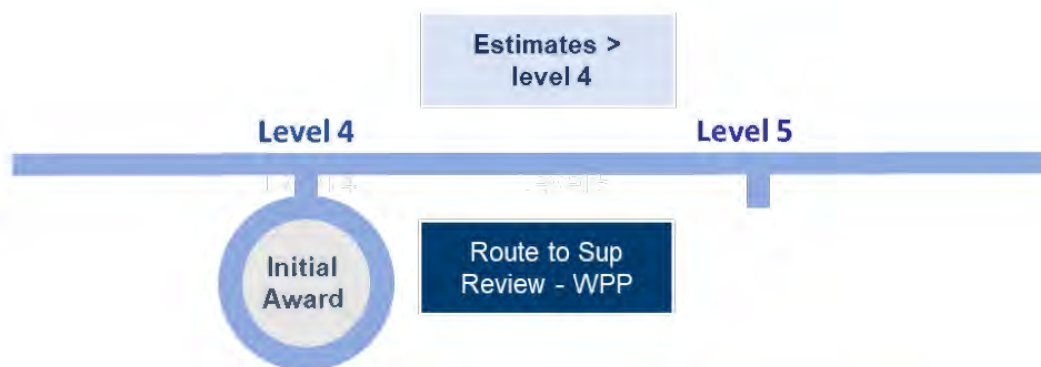 Estimates >
level 4
Level 4
Level 5
Initial
Award
Route to Sup
Review - WPP